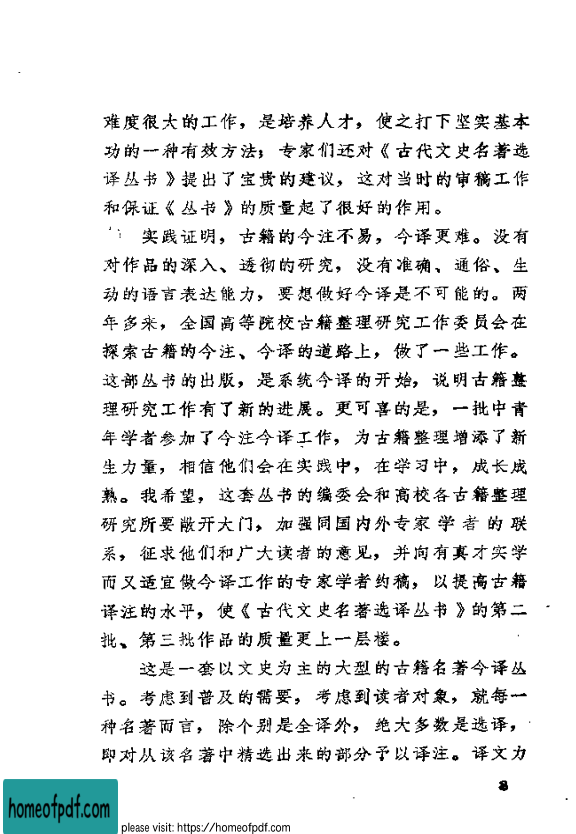 难度很大的工作，是培养人才，使之打下坚实基本
功的一种有效方法；专家们还对《古代文史名著选
译丛书》提出了宝贵的建议，这对当时的审稿工作
和保证《丛书》的质量起了很好的作用。
实践证明，古籍的今注不易，今译更难。没有
对作品的深入、透彻的研究，没有准确、通俗、生
动的语言表达能力，要想做好今译是不可能的。两
年多来，全国高等院校古籍整理研究工作委员会在
探索古籍的今注、今译的道路上，做了一些工作。
这部丛书的出版，是系统今译的开始，说明古籍整
理研究工作有了新的进展。更可喜的是，一批中青
年学者参加了今注今译工作，为古籍整理增添了新
生力量，相信他们会在实践中，在学习中，成长成
熟。我希望，这套丛书的编委会和高校各古籍整理
研究所要敞开大门，加强同国内外专家学者的联
系，征求他们和广大读者的意见，并向有真才实学
而又适宜做今译工作的专家学者约稿，以提高古籍
译注的水平，使《古代文史名著选译丛书》的第二
批、第三批作品的质量更上一层楼。
这是一套以文史为主的大型的古籍名著今译丛
书。考虑到普及的需要，考虑到读者对象，就每一
种名著而言，除个别是全译外，绝大多数是选译，
即对从该名著中精选出来的部分予以译注。译文力
3
homeofpdf.com
please visit: https://homeofpdf.com